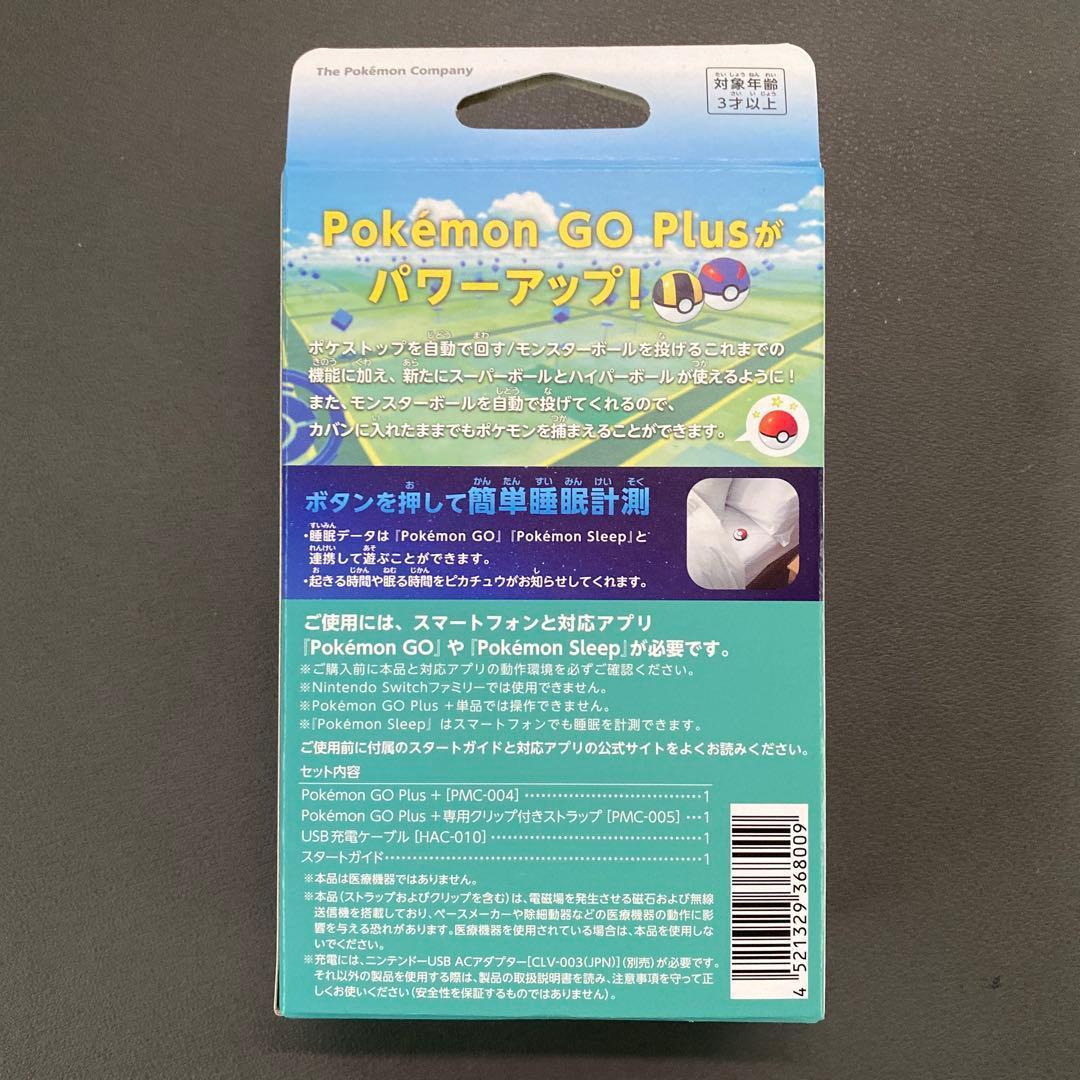 The Pokémon Company
対象年齢
3才以上
Pokémon GO Plusが
パワーアップ!
ポケストップを自動で回す/モンスターボールを投げるこれまでの
機能に加え、新たにスーパーボールとハイパーボールが使えるように!
また、モンスターボールを自動で投げてくれるので、
カバンに入れたままでもポケモンを捕まえることができます。
ボタンを押して簡単睡眠計測
・睡眠データは『Pokémon GO』『Pokémon Sleep』と
連携して遊ぶことができます。
・起きる時間や眠る時間をピカチュウがお知らせしてくれます。
ご使用には、スマートフォンと対応アプリ
『Pokémon GO』や『Pokémon Sleep』が必要です。
※ご購入前に本品と対応アプリの動作環境を必ずご確認ください。
※Nintendo Switchファミリーでは使用できません。
※Pokémon GO Plus +単品では操作できません。
※『Pokémon Sleep』はスマートフォンでも睡眠を計測できます。
ご使用前に付属のスタートガイドと対応アプリの公式サイトをよくお読みください。
セット内容
Pokémon GO Plus + [PMC-004] ……………………………1
Pokémon GO Plus +専用クリップ付きストラップ [PMC-005] …1
USB充電ケーブル [HAC-010] …………………………………1
スタートガイド……………………………………………………1
※本品は医療機器ではありません。
※本品(ストラップおよびクリップを含む)は、電磁場を発生させる磁石および無線
送信機を搭載しており、ペースメーカーや除細動器などの医療機器の動作に影
響を与える恐れがあります。医療機器を使用されている場合は、本品を使用しな
いでください。
※充電には、ニンテンドーUSB ACアダプター[CLV-003(JPN)](別売)が必要です。
それ以外の製品を使用する際は、製品の取扱説明書を読み、注意事項を守って正
しくお使いください(安全性を保証するものではありません)。
4 521329 368009